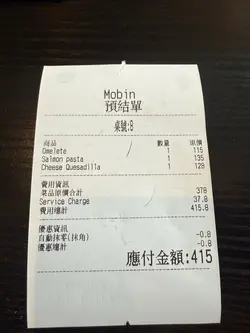 Mobin
預結單
桌號:8
商品 數量 原價
Omelete 1 115
Salmon pasta 1 135
Cheese Quesadilla 1 128
費用資訊
菜品原價合計 378
Service Charge 37.8
費用總計 415.8
優惠資訊
自動抹零(抹角) -0.8
優惠總計 -0.8
應付金額:415